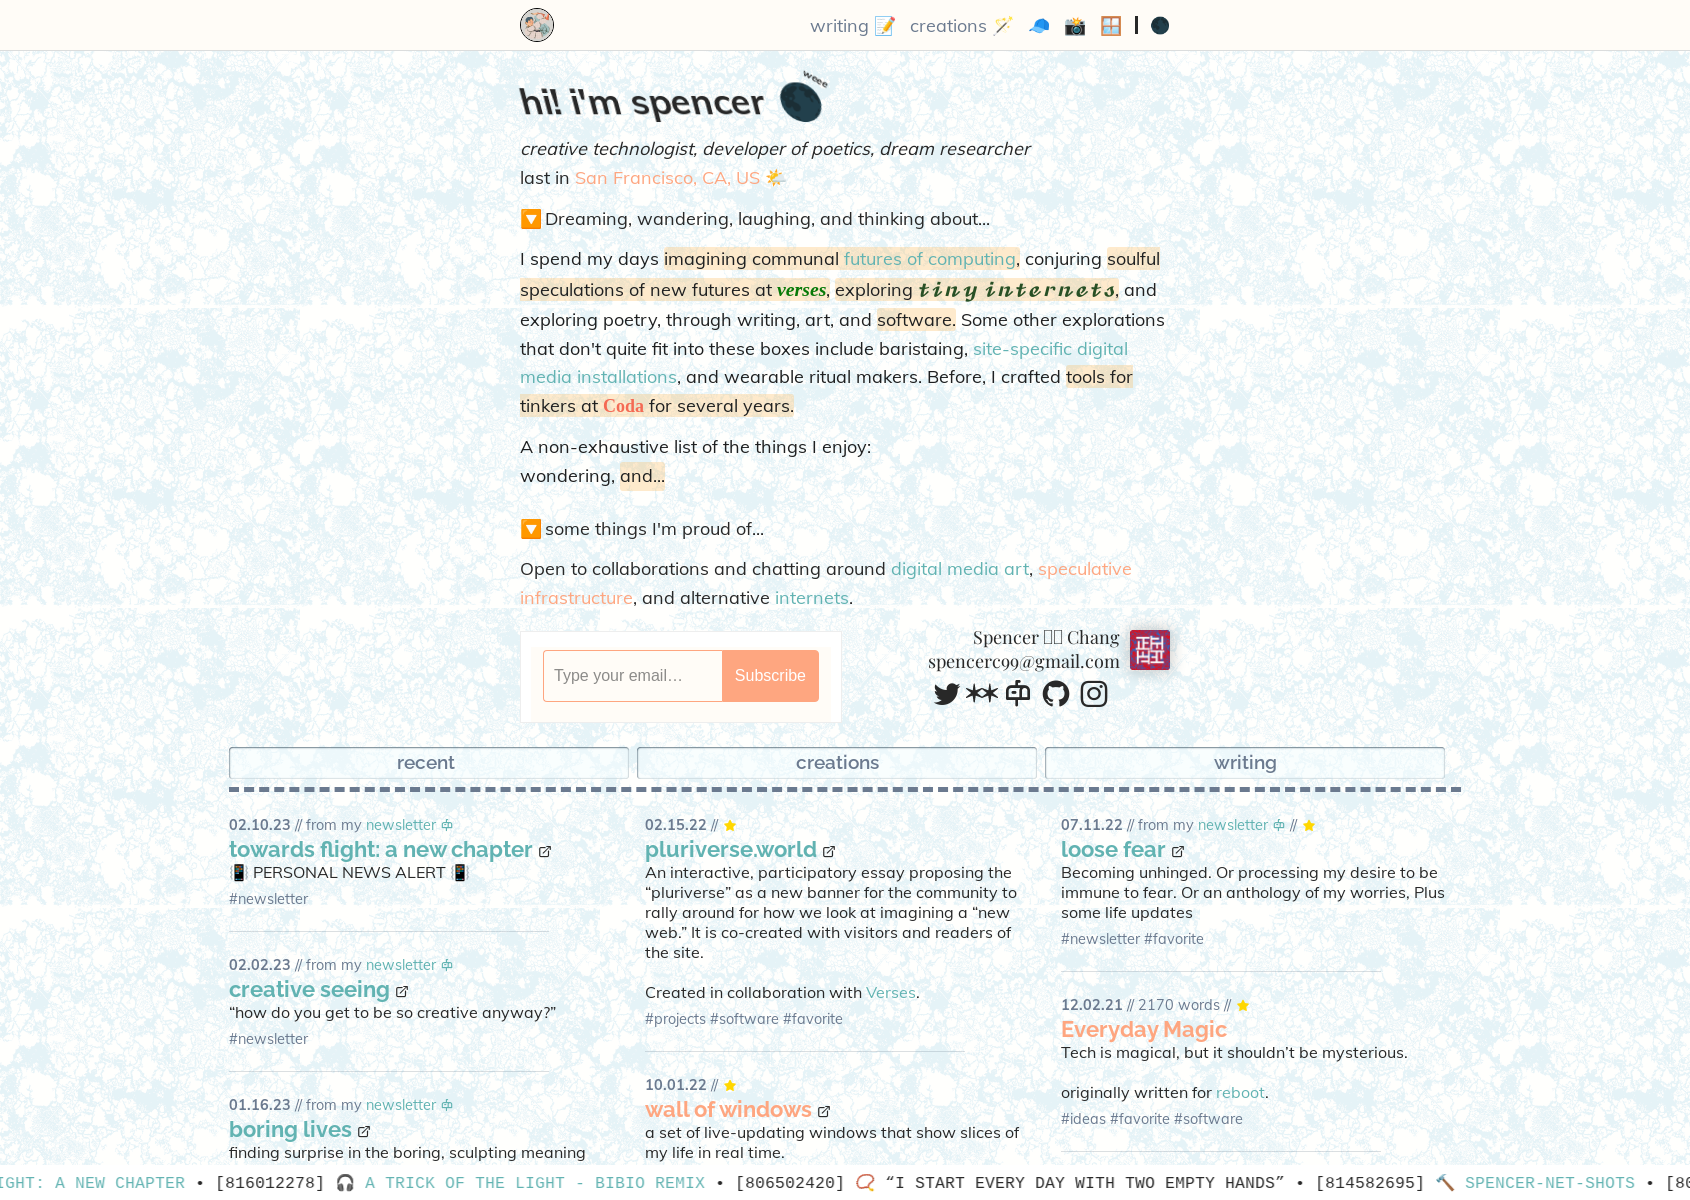 writing 📝 creations 🪄 🧢 📸 🪟 | 🌑
hi! i'm spencer
weee
creative technologist, developer of poetics, dream researcher
last in San Francisco, CA, US 🌤️
🔽 Dreaming, wandering, laughing, and thinking about...
I spend my days imagining communal futures of computing, conjuring soulful
speculations of new futures at verses, exploring tiny internets, and
exploring poetry, through writing, art, and software. Some other explorations
that don't quite fit into these boxes include baristaing, site-specific digital
media installations, and wearable ritual makers. Before, I crafted tools for
tinkers at Coda for several years.
A non-exhaustive list of the things I enjoy:
wondering, and...
🔽 some things I'm proud of...
Open to collaborations and chatting around digital media art, speculative
infrastructure, and alternative internets.
Type your email… Subscribe
Spencer Chang
spencerc99@gmail.com
recent
creations
writing
02.10.23 // from my newsletter
towards flight: a new chapter
📳 PERSONAL NEWS ALERT 📳
#newsletter
02.02.23 // from my newsletter
creative seeing
“how do you get to be so creative anyway?”
#newsletter
01.16.23 // from my newsletter
boring lives
finding surprise in the boring, sculpting meaning
02.15.22 // ⭐
pluriverse.world
An interactive, participatory essay proposing the
“pluriverse” as a new banner for the community to
rally around for how we look at imagining a “new
web.” It is co-created with visitors and readers of
the site.
Created in collaboration with Verses.
#projects #software #favorite
10.01.22 // ⭐
wall of windows
a set of live-updating windows that show slices of
my life in real time.
07.11.22 // from my newsletter // ⭐
loose fear
Becoming unhinged. Or processing my desire to be
immune to fear. Or an anthology of my worries, Plus
some life updates
#newsletter #favorite
12.02.21 // 2170 words // ⭐
Everyday Magic
Tech is magical, but it shouldn’t be mysterious.
originally written for reboot.
#ideas #favorite #software
IGHT: A NEW CHAPTER • [816012278] 🎧 A TRICK OF THE LIGHT - BIBIO REMIX • [806502420] 📿 “I START EVERY DAY WITH TWO EMPTY HANDS” • [814582695] 🔨 SPENCER-NET-SHOTS • [80